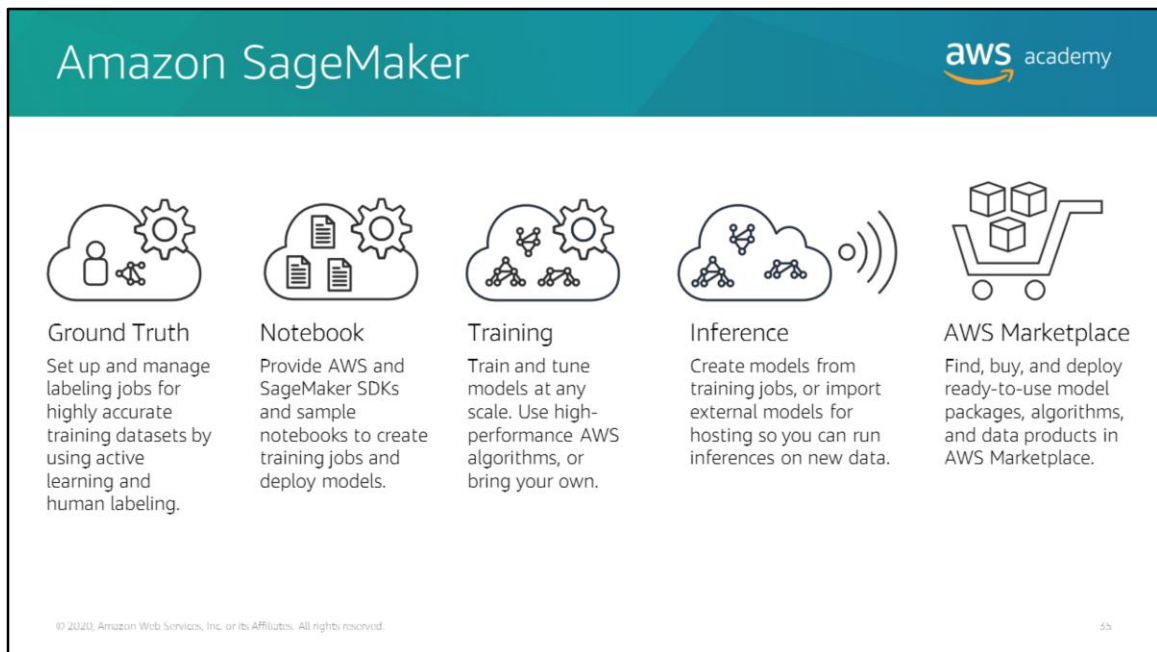 Amazon SageMaker
aws academy
Ground Truth
Set up and manage
labeling jobs for
highly accurate
training datasets by
using active
learning and
human labeling.
Notebook
Provide AWS and
SageMaker SDKs
and sample
notebooks to create
training jobs and
deploy models.
Training
Train and tune
models at any
scale. Use high-
performance AWS
algorithms, or
bring your own.
Inference
Create models from
training jobs, or import
external models for
hosting so you can run
inferences on new data.
AWS Marketplace
Find, buy, and deploy
ready-to-use model
packages, algorithms,
and data products in
AWS Marketplace.
© 2020, Amazon Web Services, Inc. or its Affiliates. All rights reserved.
35